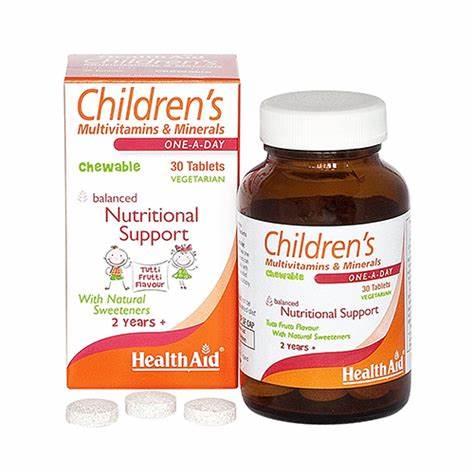 Children's
Multivitamins & Minerals
ONE-A-DAY
Chewable
30 Tablets
VEGETARIAN
balanced
Nutritional
Support
Tutti
Frutti
Flavour
With Natural
Sweeteners
2 Years +
HealthAid
Children's
Multivitamins & Minerals
Chewable
ONE-A-DAY
30 Tablets
VEGETARIAN
balanced
Nutritional Support
Tutti Frutti Flavour
With Natural Sweeteners
2 Years +
HealthAid